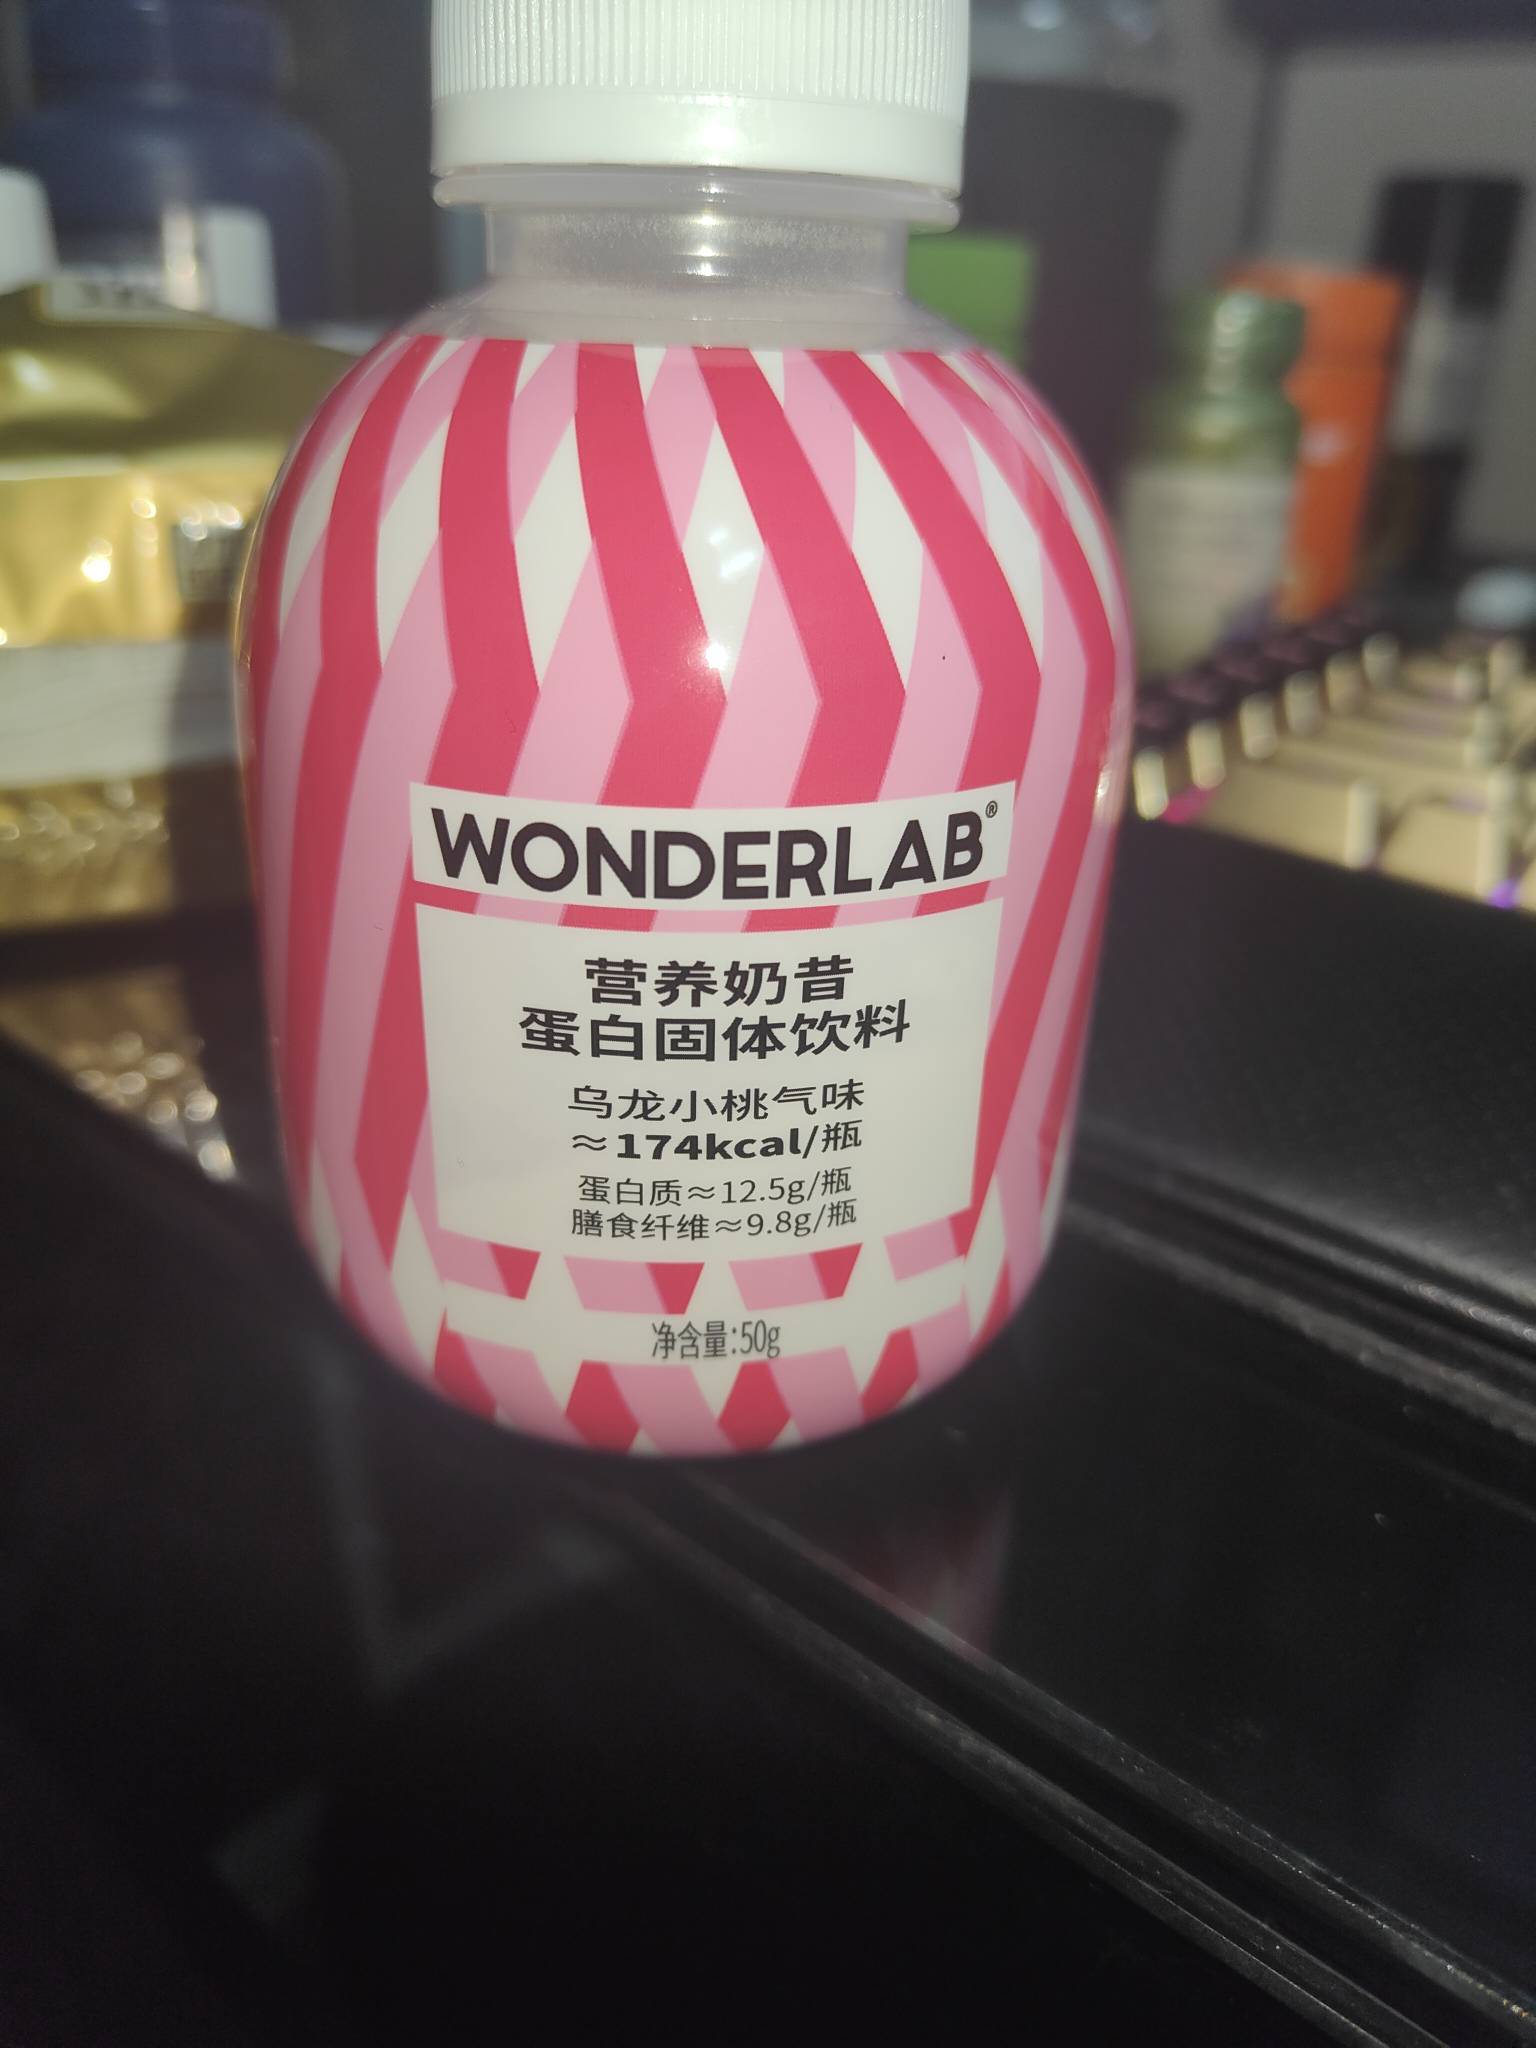 WONDERLAB®
营养奶昔
蛋白固体饮料
乌龙小桃气味
≈174kcal/瓶
蛋白质≈12.5g/瓶
膳食纤维≈9.8g/瓶
净含量:50g